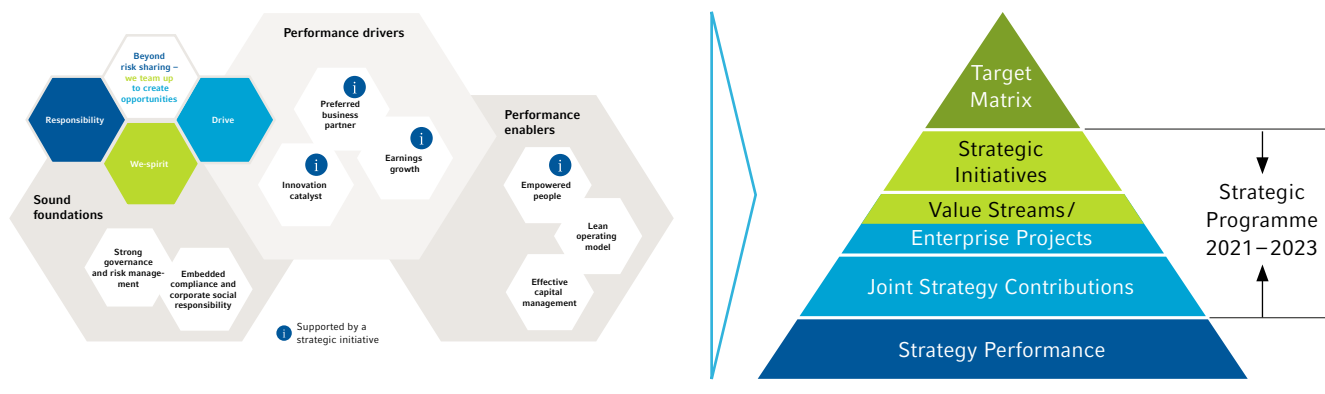 Performance drivers
Beyond
risk sharing –
we team up
to create
opportunities
Responsibility
Drive
We-spirit
i
Preferred
business
partner
i
Earnings
growth
i
Innovation
catalyst
Performance
enablers
i
Empowered
people
Lean
operating
model
Effective
capital
management
Sound
foundations
Strong
governance
and risk manage-
ment
Embedded
compliance and
corporate social
responsibility
i Supported by a
strategic initiative
Target
Matrix
Strategic
Initiatives
Value Streams/
Enterprise Projects
Joint Strategy Contributions
Strategy Performance
Strategic
Programme
2021–2023